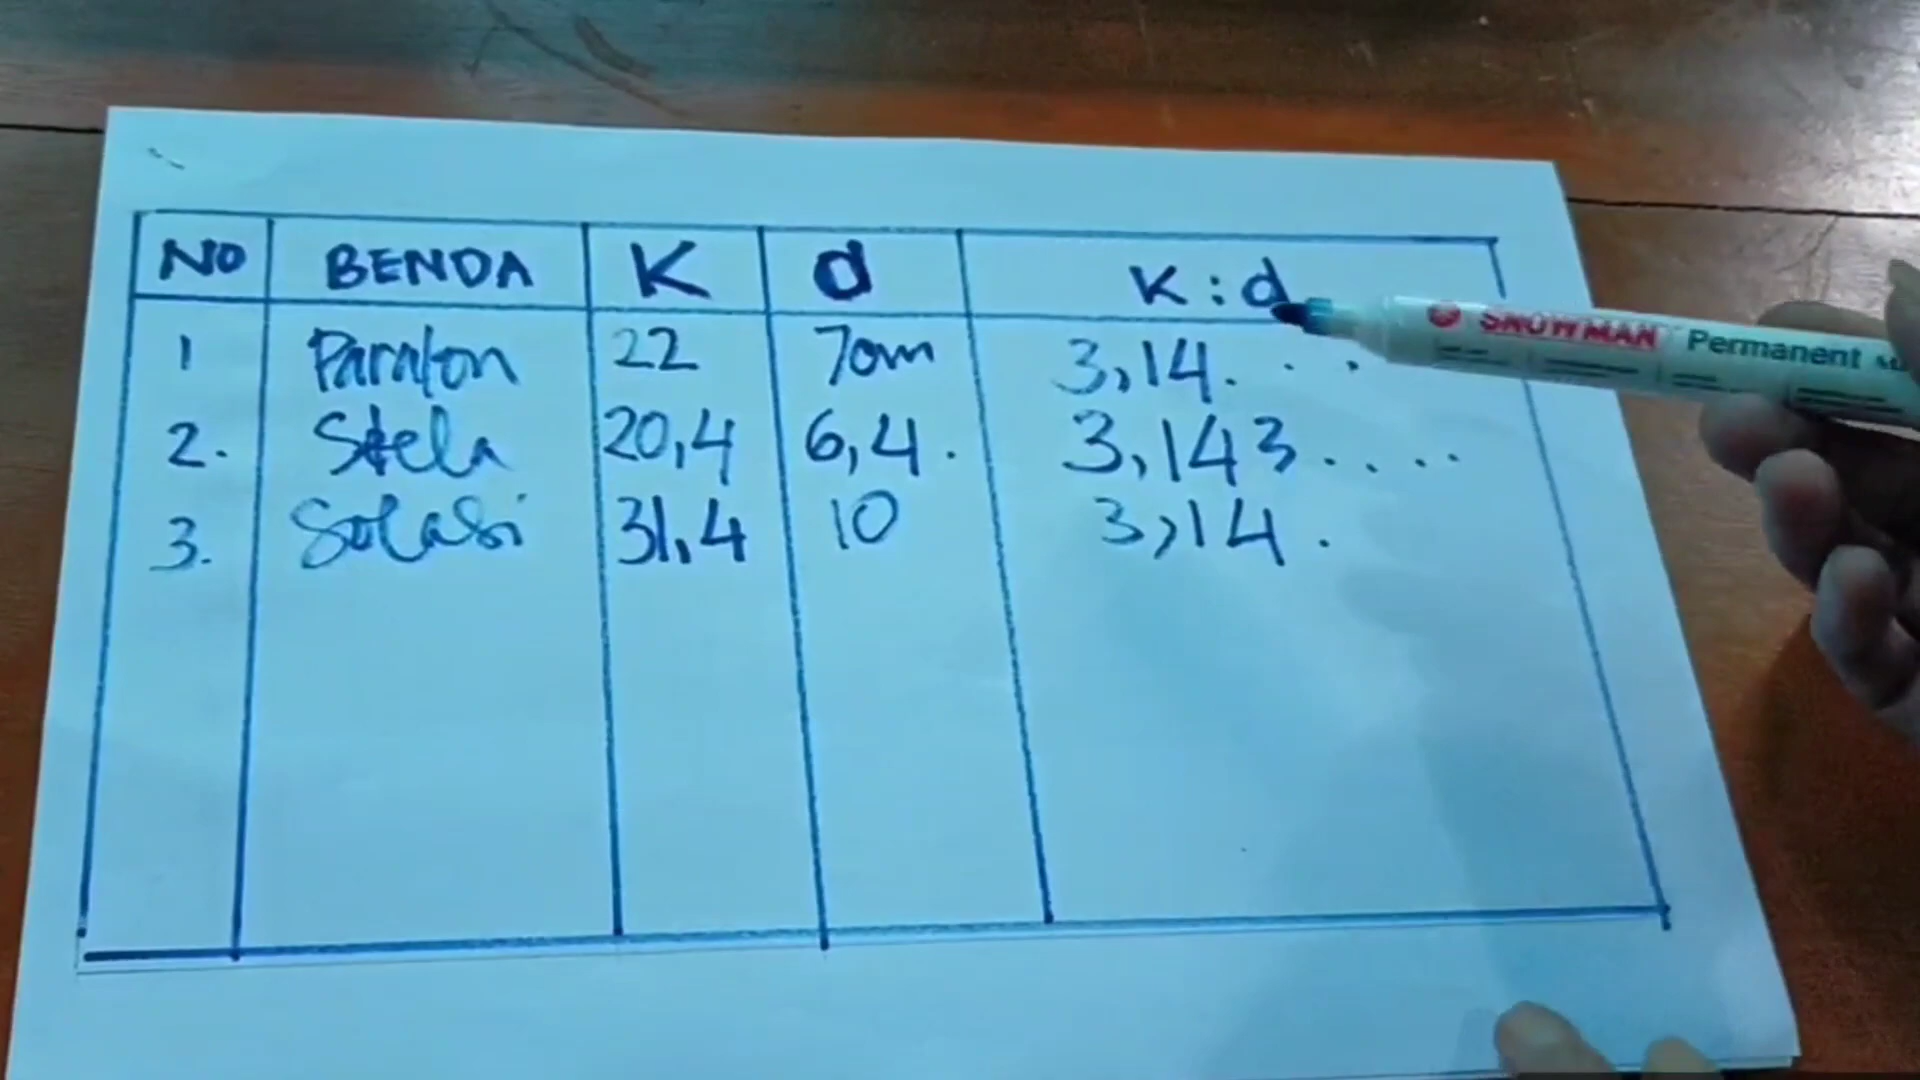 NO BENDA K d K : d
1 Paralon 22 7cm 3,14. . .
2. Stela 20,4 6,4. 3,143. . . .
3. Solasi 31,4 10 3,14.
SNOWMAN Permanent